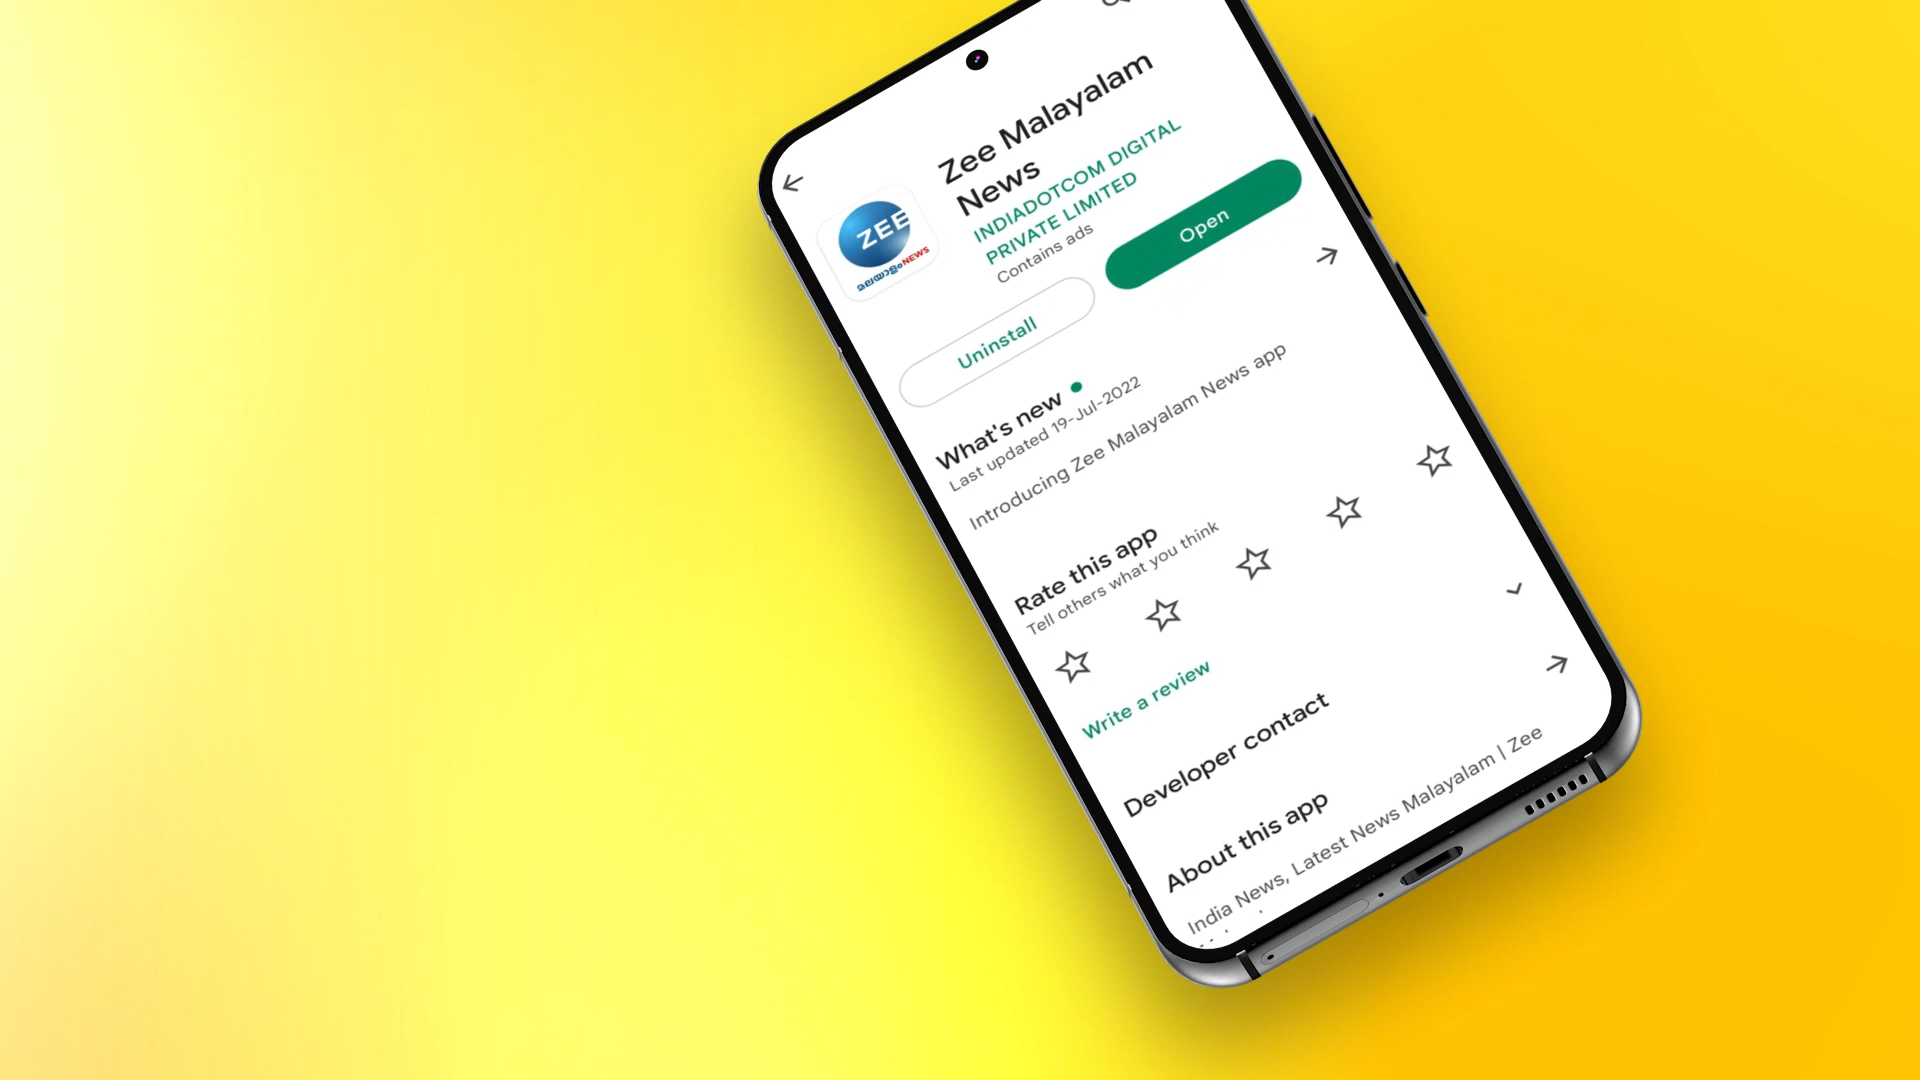 Zee Malayalam
News
INDIADOTCOM DIGITAL
PRIVATE LIMITED
Contains ads
ZEE
മലയാളംNEWS
Uninstall
Open
What's new
Last updated 19-Jul-2022
Introducing Zee Malayalam News app
Rate this app
Tell others what you think
Write a review
Developer contact
About this app
India News, Latest News Malayalam | Zee